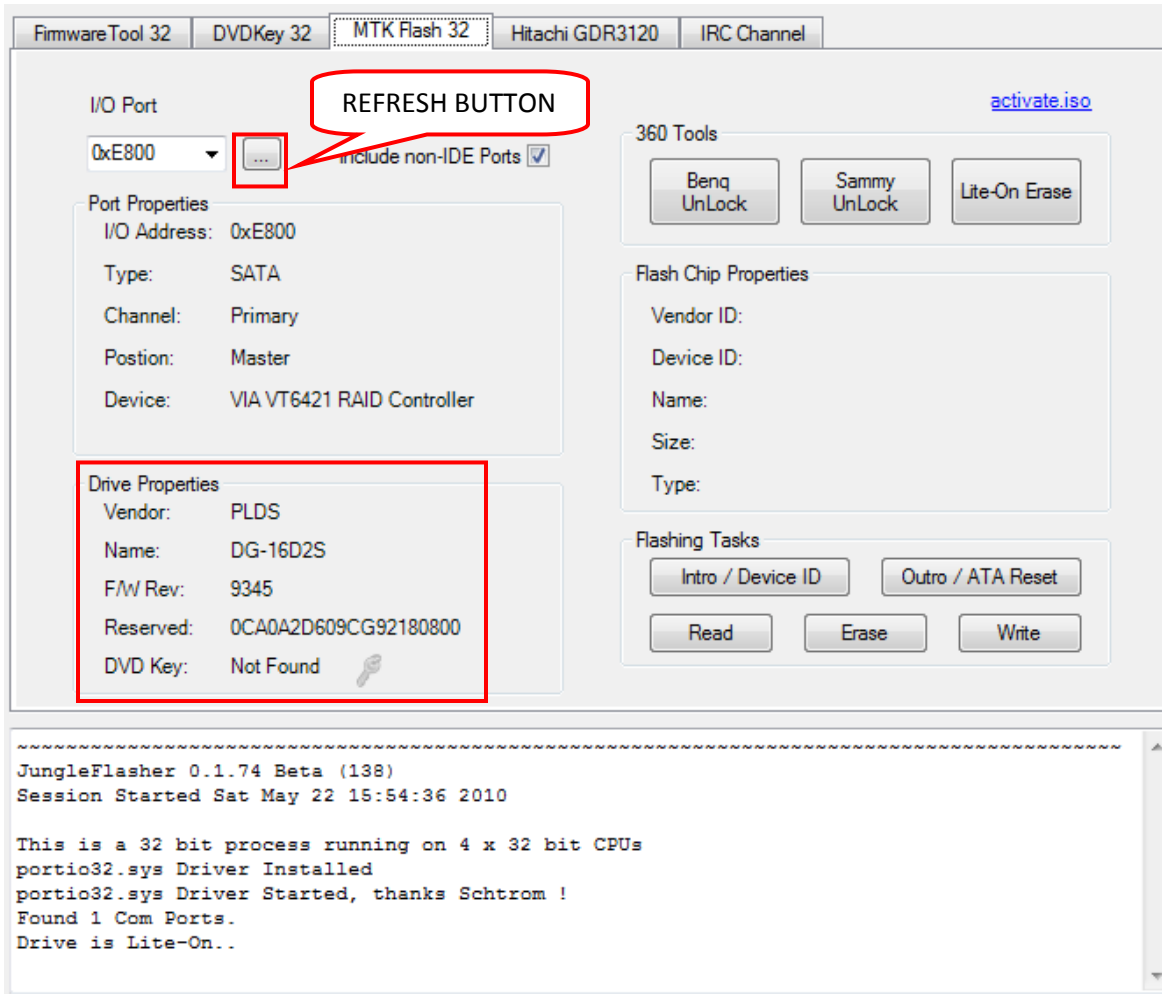 FirmwareTool 32 DVDKey 32 MTK Flash 32 Hitachi GDR3120 IRC Channel
REFRESH BUTTON
I/O Port
activate.iso
0xE800 ... Include non-IDE Ports
Port Properties
I/O Address: 0xE800
Type: SATA
Channel: Primary
Postion: Master
Device: VIA VT6421 RAID Controller
Drive Properties
Vendor: PLDS
Name: DG-16D2S
F/W Rev: 9345
Reserved: 0CA0A2D609CG92180800
DVD Key: Not Found
360 Tools
Benq
UnLock
Sammy
UnLock
Lite-On Erase
Flash Chip Properties
Vendor ID:
Device ID:
Name:
Size:
Type:
Flashing Tasks
Intro / Device ID Outro / ATA Reset
Read Erase Write
~~~~~~~~~~~~~~~~~~~~~~~~~~~~~~~~~~~~~~~~~~~~~~~~~~~~~~~~~~~~~~~~~~~~~~~~~~~~~~~~~~~~~~~~~~
JungleFlasher 0.1.74 Beta (138)
Session Started Sat May 22 15:54:36 2010
This is a 32 bit process running on 4 x 32 bit CPUs
portio32.sys Driver Installed
portio32.sys Driver Started, thanks Schtrom !
Found 1 Com Ports.
Drive is Lite-On..